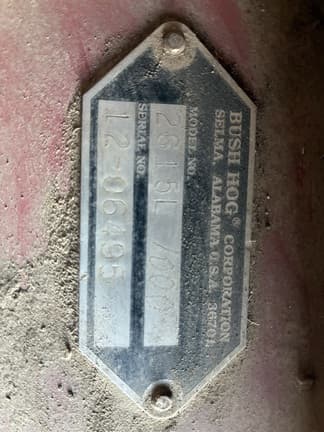 BUSH HOG® CORPORATION
SELMA, ALABAMA U.S.A. 36701
MODEL NO.
2615L
SERIAL NO.
12-06495